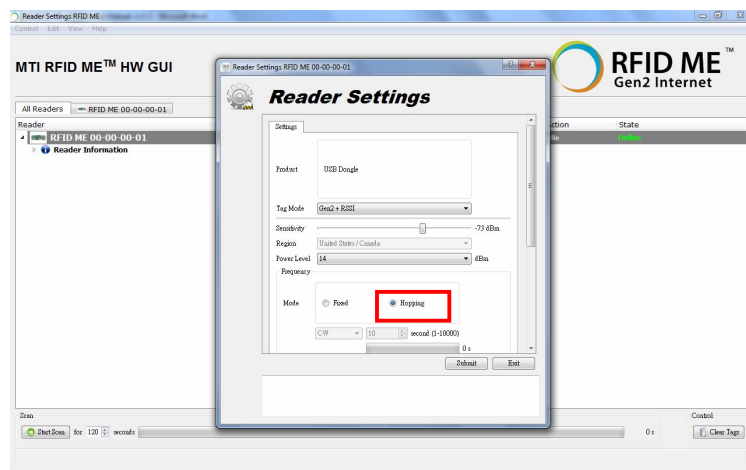 Reader Settings RFID ME
Control Edit View Help
MTI RFID ME™ HW GUI
RFID ME™
Gen2 Internet
All Readers
RFID ME 00-00-00-01
Reader
ction
State
RFID ME 00-00-00-01
Online
Reader Information
Reader Settings RFID ME 00-00-00-01
Reader Settings
Settings
Product
USB Dongle
Tag Mode
Gen2 + RSSI
Sensitivity
-73 dBm
Region
United States / Canada
Power Level
14
dBm
Frequency
Mode
Fixed
Hopping
CW
10
second (1-10000)
0 s
Submit
Exit
Scan
Start Scan for 120 seconds
0 s
Control
Clear Tags